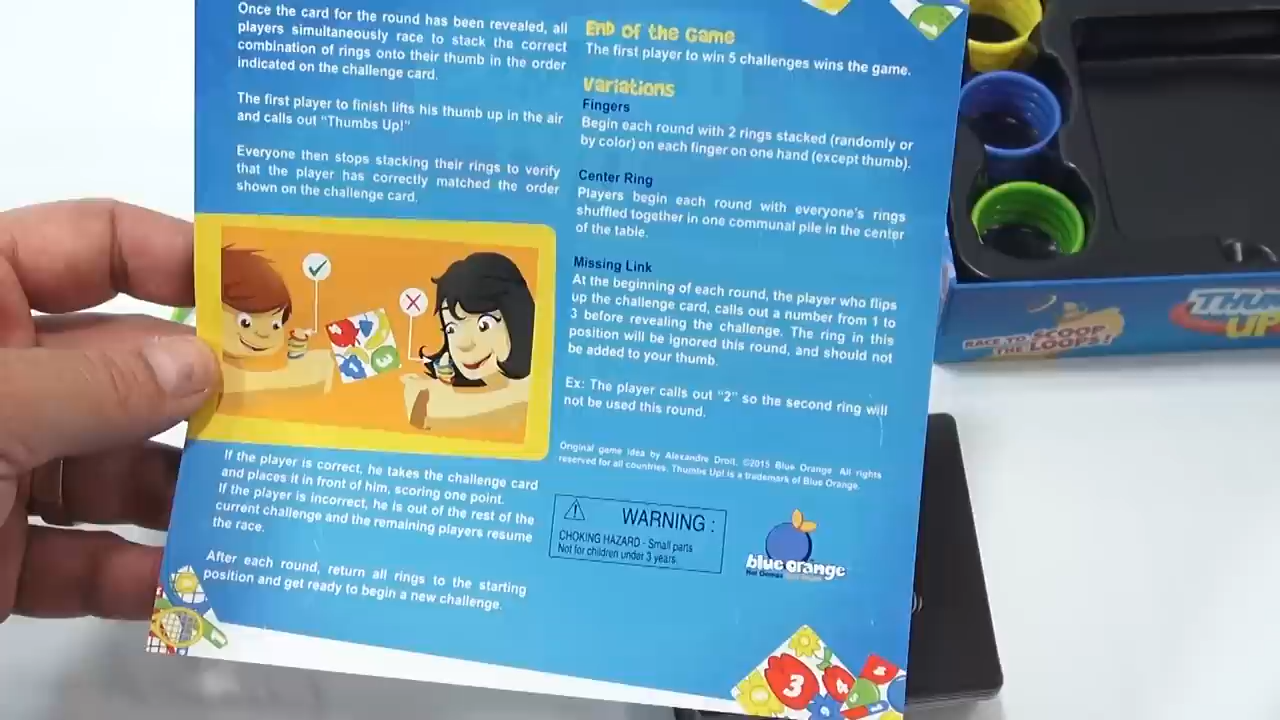 Once the card for the round has been revealed, all
players simultaneously race to stack the correct
combination of rings onto their thumb in the order
indicated on the challenge card.
The first player to finish lifts his thumb up in the air
and calls out “Thumbs Up!”
Everyone then stops stacking their rings to verify
that the player has correctly matched the order
shown on the challenge card.
If the player is correct, he takes the challenge card
and places it in front of him, scoring one point.
If the player is incorrect, he is out of the rest of the
current challenge and the remaining players resume
the race.
After each round, return all rings to the starting
position and get ready to begin a new challenge.
End of the Game
The first player to win 5 challenges wins the game.
Variations
Fingers
Begin each round with 2 rings stacked (randomly or
by color) on each finger on one hand (except thumb).
Center Ring
Players begin each round with everyone's rings
shuffled together in one communal pile in the center
of the table.
Missing Link
At the beginning of each round, the player who flips
up the challenge card, calls out a number from 1 to
3 before revealing the challenge. The ring in this
position will be ignored this round, and should not
be added to your thumb.
Ex: The player calls out “2” so the second ring will
not be used this round.
Original game idea by Alexandre Droit. ©2015 Blue Orange. All rights
reserved for all countries. Thumbs Up! is a trademark of Blue Orange.
WARNING :
CHOKING HAZARD - Small parts
Not for children under 3 years.
blue orange
3
4
RACE TO SCOOP
THE LOOPS!
THUM
UP